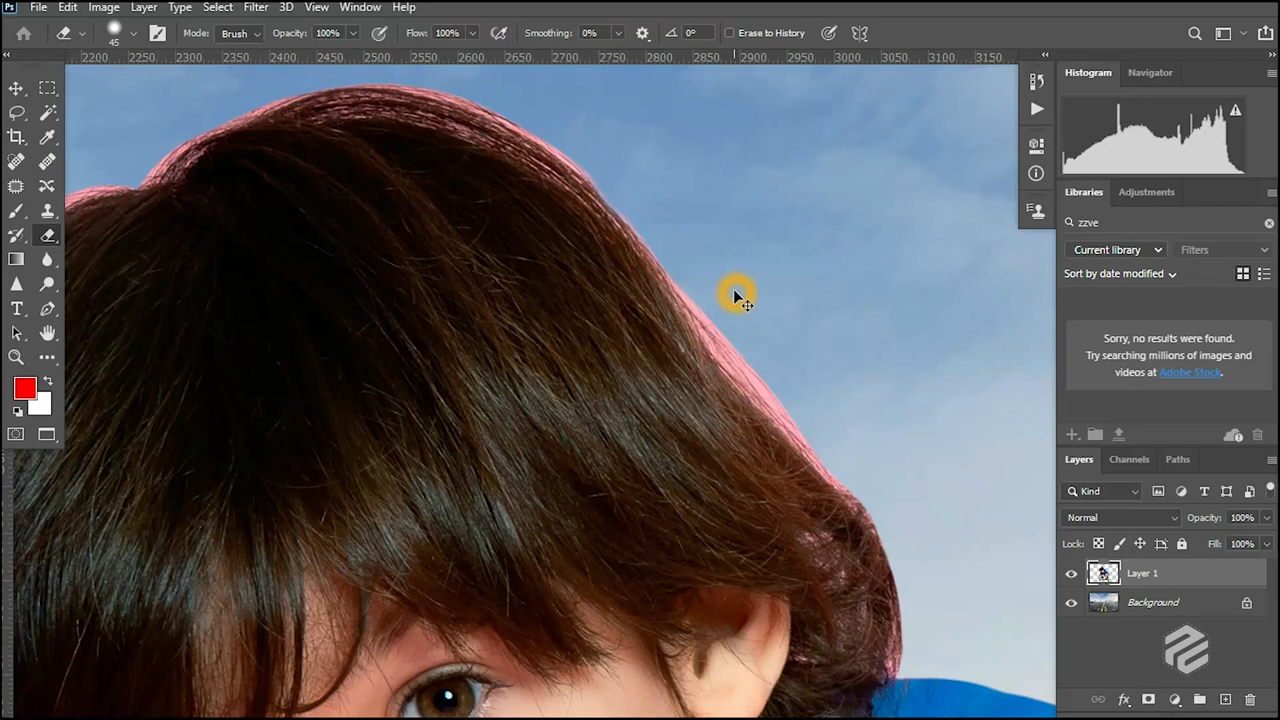 Ps File Edit Image Layer Type Select Filter 3D View Window Help
45 Mode: Brush Opacity: 100% Flow: 100% Smoothing: 0% 0° Erase to History
2200 2250 2300 2350 2400 2450 2500 2550 2600 2650 2700 2750 2800 2850 2900 2950 3000 3050 3100 3150
Histogram Navigator
Libraries Adjustments
zzve
Current library Filters
Sort by date modified
Sorry, no results were found.
Try searching millions of images and
videos at Adobe Stock.
Layers Channels Paths
Kind
Normal Opacity: 100%
Lock: Fill: 100%
Layer 1
Background